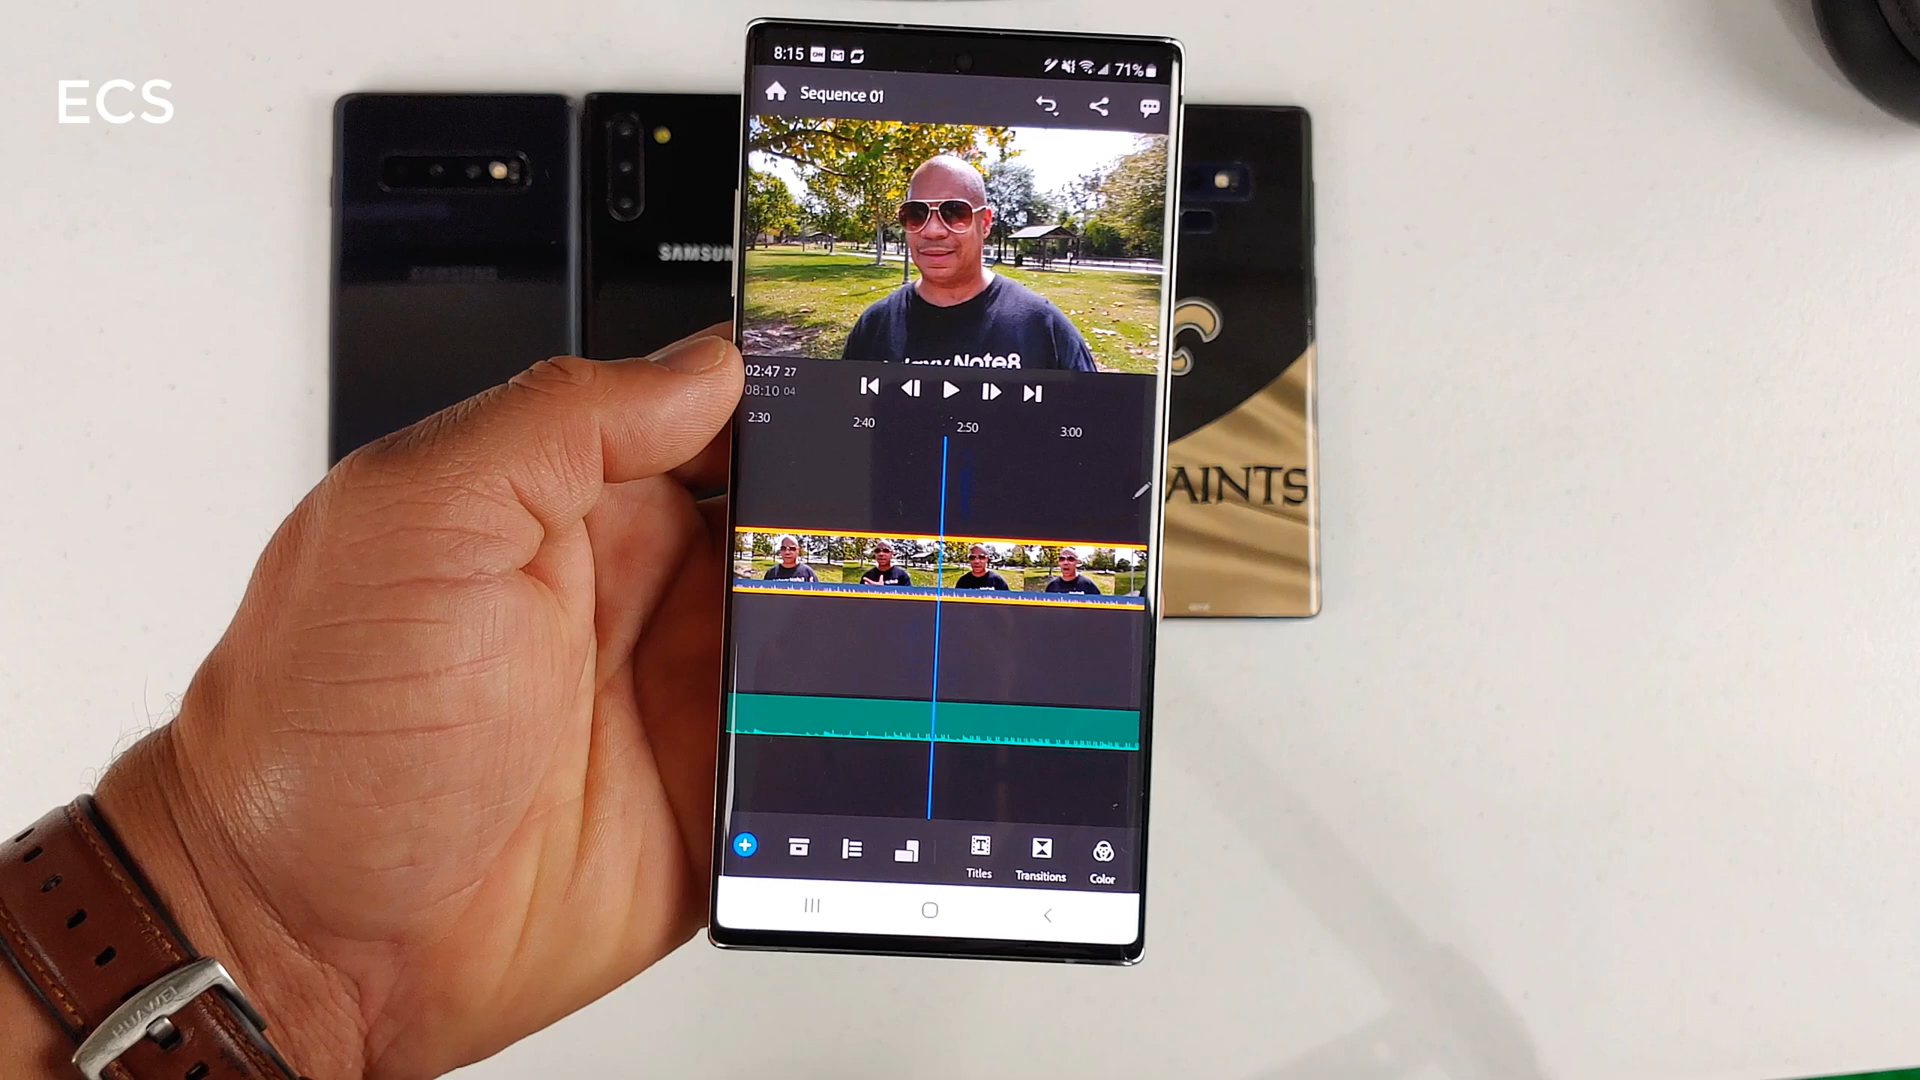 ECS
8:15
71%
Sequence 01
SAMSUN
SAMSUNG
Note8
02:47 27
08:10 04
2:30
2:40
2:50
3:00
AINTS
Titles
Transitions
Color
HUAWEI